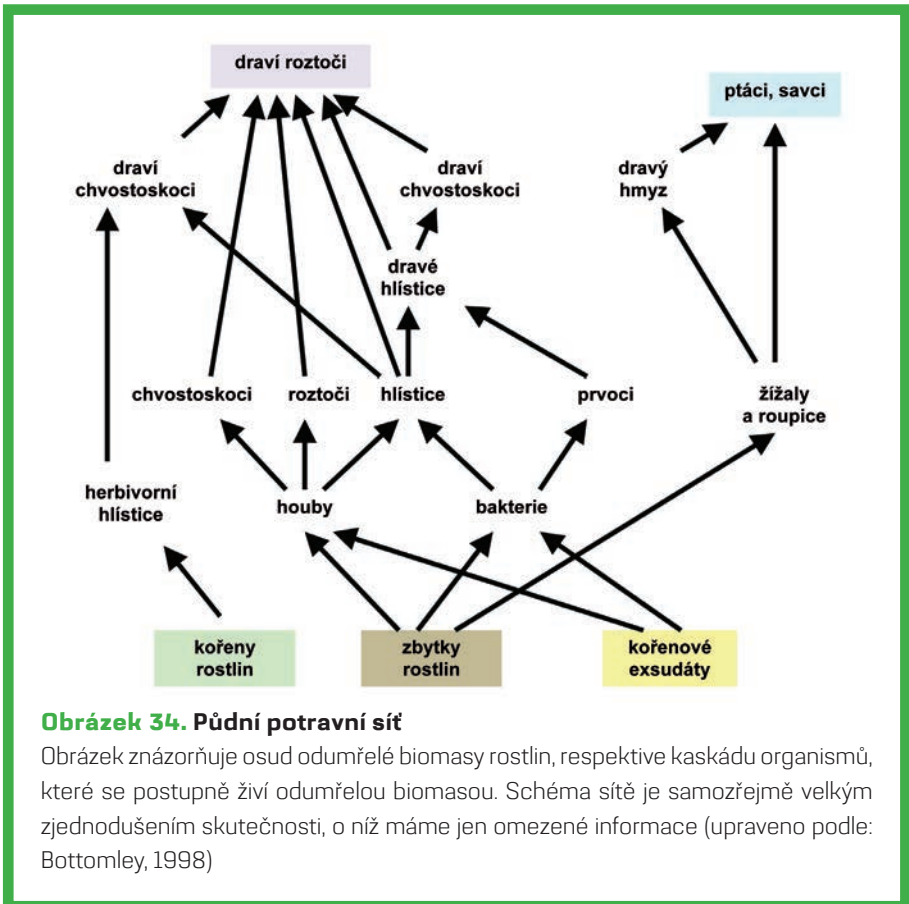 draví roztoči
ptáci, savci
draví
chvostoskoci
draví
chvostoskoci
dravý
hmyz
dravé
hlístice
chvostoskoci
roztoči
hlístice
prvoci
žížaly
a roupice
herbivorní
hlístice
houby
bakterie
kořeny
rostlin
zbytky
rostlin
kořenové
exsudáty
Obrázek 34. Půdní potravní síť
Obrázek znázorňuje osud odumřelé biomasy rostlin, respektive kaskádu organismů,
které se postupně živí odumřelou biomasou. Schéma sítě je samozřejmě velkým
zjednodušením skutečnosti, o níž máme jen omezené informace (upraveno podle:
Bottomley, 1998)